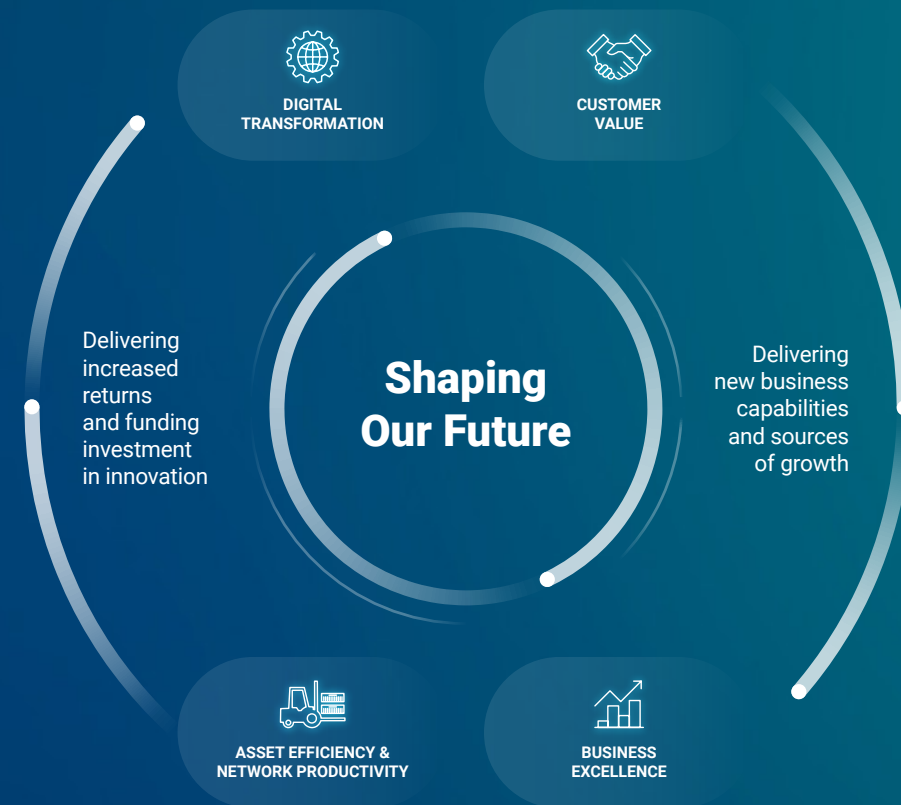 DIGITAL
TRANSFORMATION
CUSTOMER
VALUE
Delivering
increased
returns
and funding
investment
in innovation
Shaping
Our Future
Delivering
new business
capabilities
and sources
of growth
ASSET EFFICIENCY &
NETWORK PRODUCTIVITY
BUSINESS
EXCELLENCE